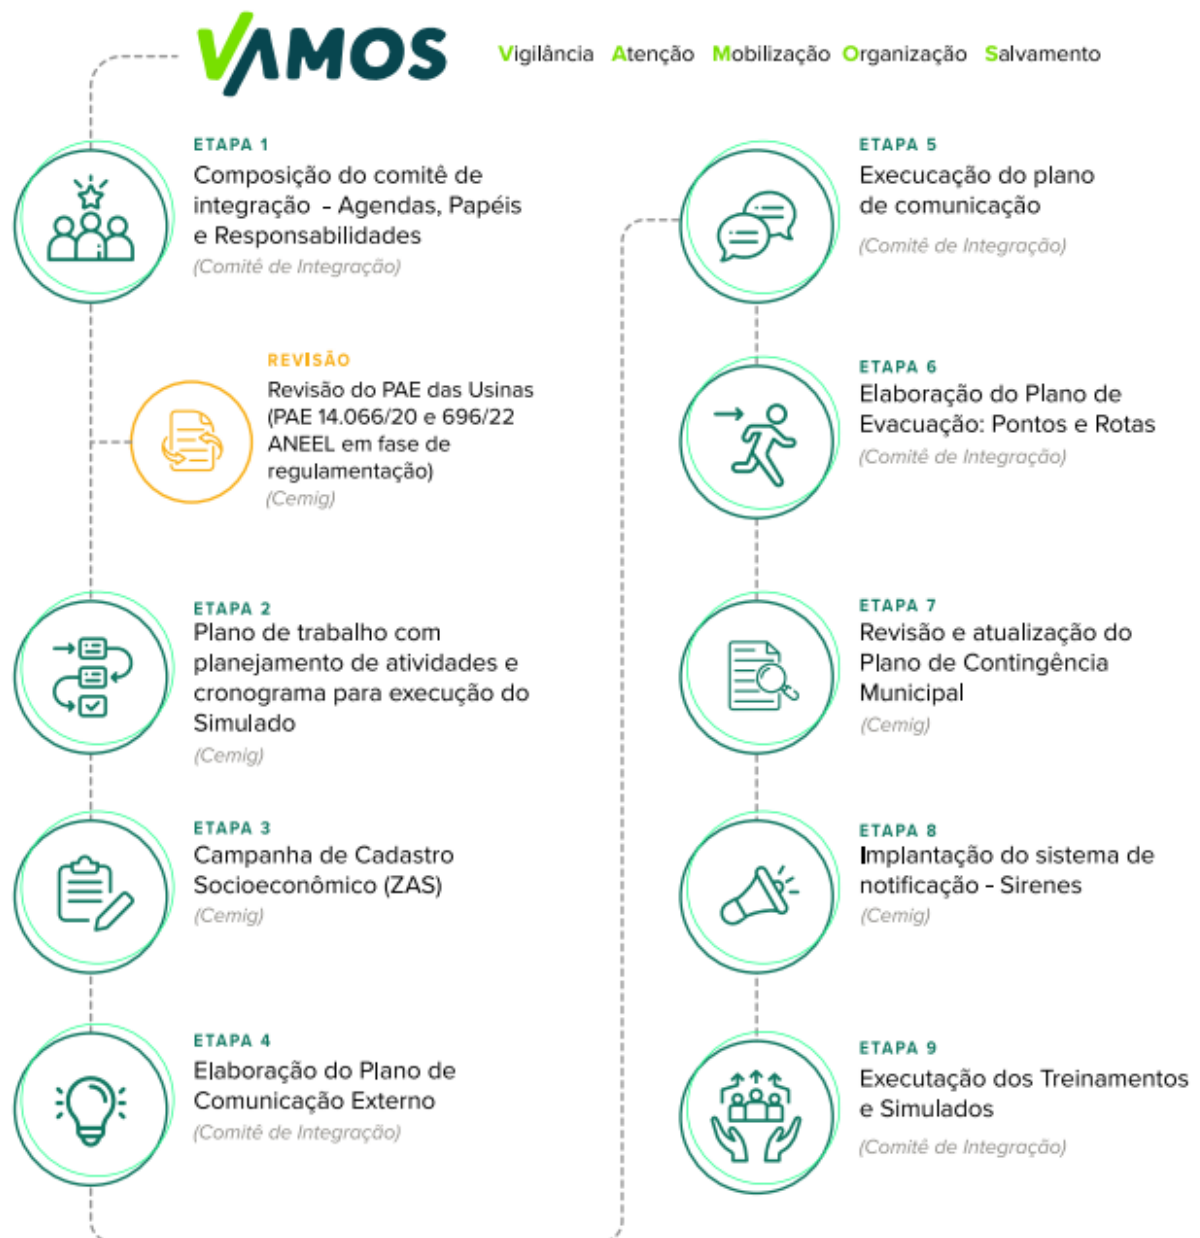 VAMOS
Vigilância Atenção Mobilização Organização Salvamento
ETAPA 1
Composição do comitê de
integração - Agendas, Papéis
e Responsabilidades
(Comitê de Integração)
REVISÃO
Revisão do PAE das Usinas
(PAE 14.066/20 e 696/22
ANEEL em fase de
regulamentação)
(Cemig)
ETAPA 2
Plano de trabalho com
planejamento de atividades e
cronograma para execução do
Simulado
(Cemig)
ETAPA 3
Campanha de Cadastro
Socioeconômico (ZAS)
(Cemig)
ETAPA 4
Elaboração do Plano de
Comunicação Externo
(Comitê de Integração)
ETAPA 5
Execucação do plano
de comunicação
(Comitê de Integração)
ETAPA 6
Elaboração do Plano de
Evacuação: Pontos e Rotas
(Comitê de Integração)
ETAPA 7
Revisão e atualização do
Plano de Contingência
Municipal
(Cemig)
ETAPA 8
Implantação do sistema de
notificação - Sirenes
(Cemig)
ETAPA 9
Executação dos Treinamentos
e Simulados
(Comitê de Integração)